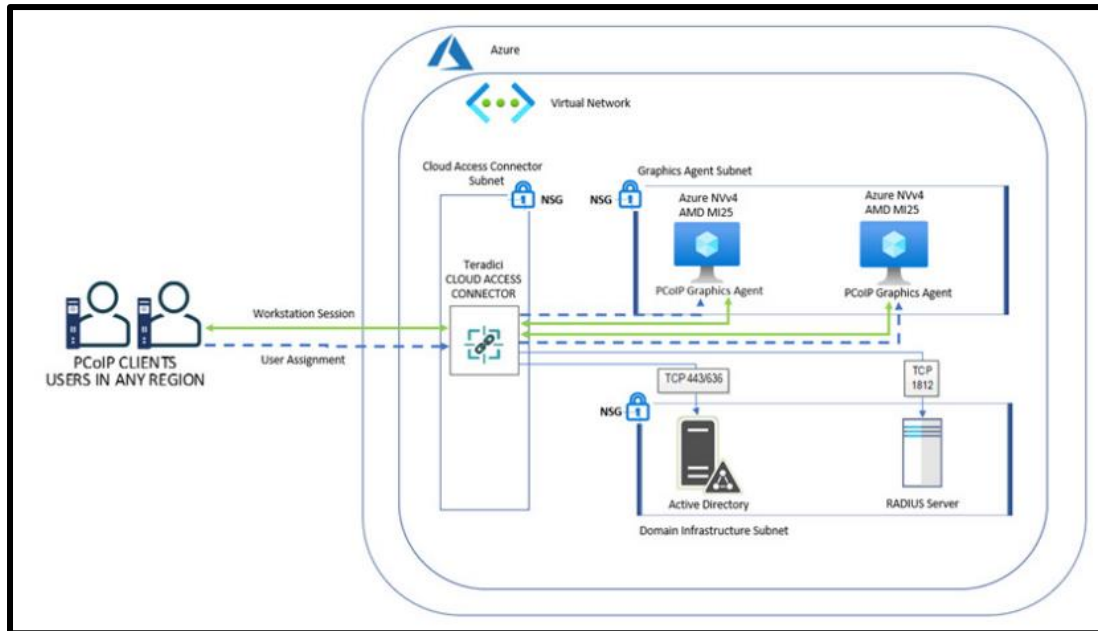 Azure
Virtual Network
Cloud Access Connector
Subnet
NSG
Graphics Agent Subnet
NSG
Azure NVv4
AMD MI25
PCoIP Graphics Agent
Azure NVv4
AMD MI25
PCoIP Graphics Agent
Teradici
CLOUD ACCESS
CONNECTOR
Workstation Session
User Assignment
PCoIP CLIENTS
USERS IN ANY REGION
TCP 443/636
TCP
1812
NSG
Active Directory
RADIUS Server
Domain Infrastructure Subnet